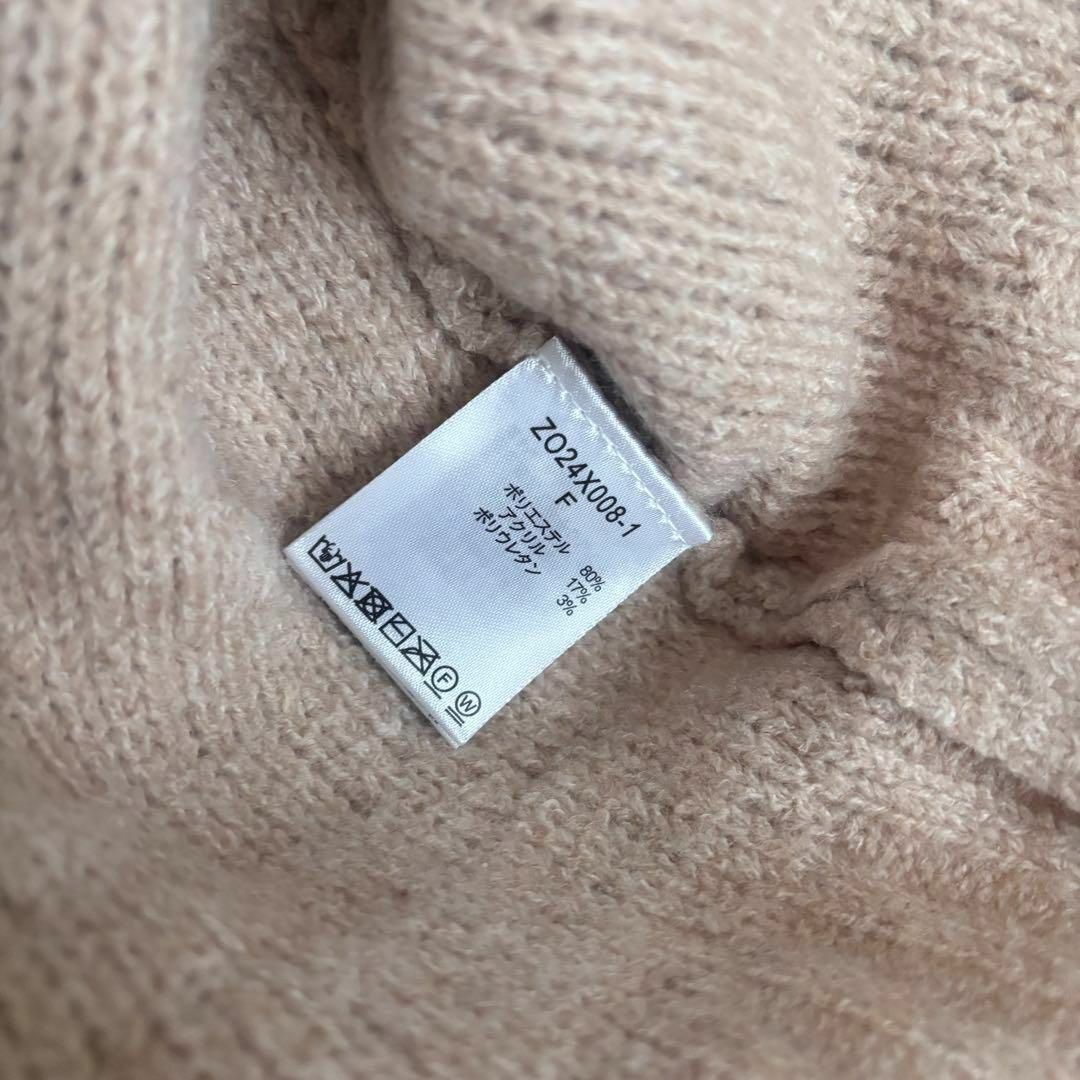 ZO24X008-1
F
ポリエステル 80%
アクリル 17%
ポリウレタン 3%
F W